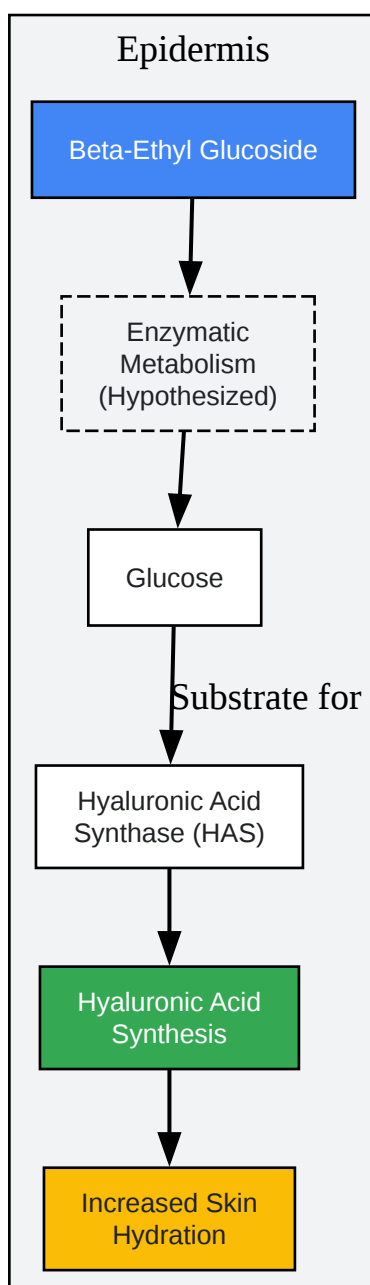 Epidermis
Beta-Ethyl Glucoside
Enzymatic
Metabolism
(Hypothesized)
Glucose
Substrate for
Hyaluronic Acid
Synthase (HAS)
Hyaluronic Acid
Synthesis
Increased Skin
Hydration